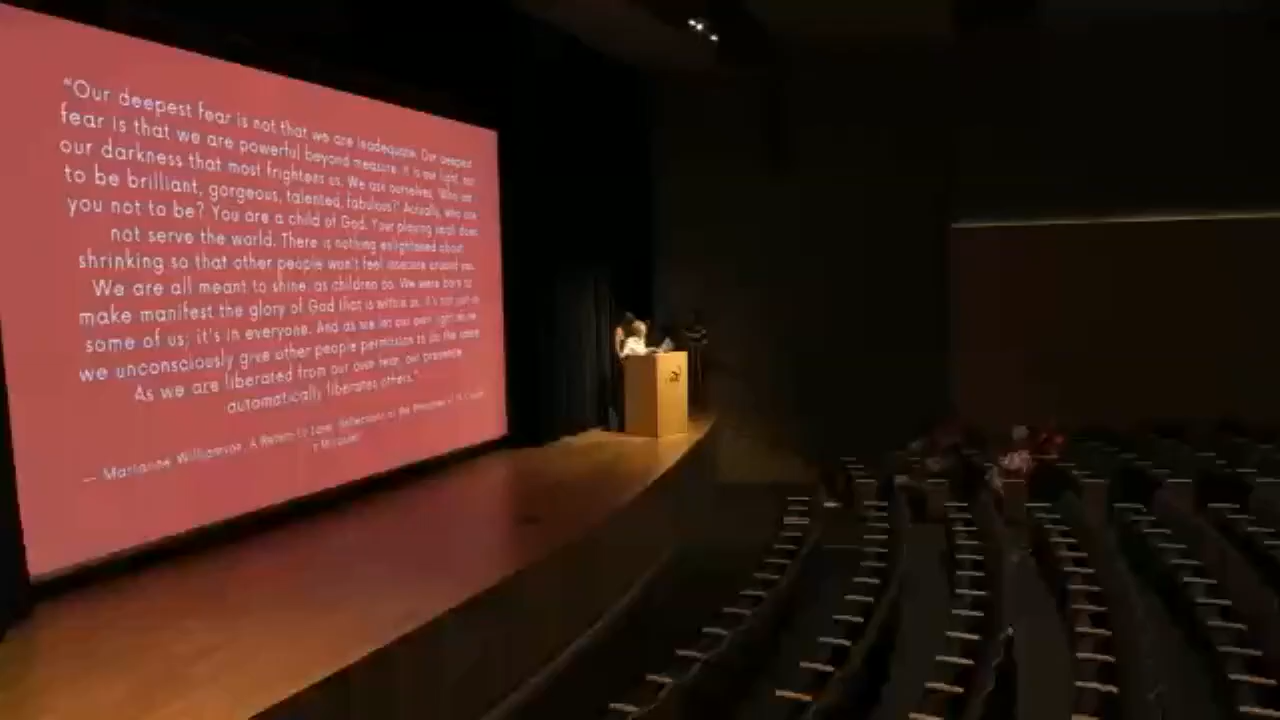 “Our deepest fear is not that we are inadequate. Our deepest
fear is that we are powerful beyond measure. It is our light, not
our darkness that most frightens us. We ask ourselves, 'Who am I
to be brilliant, gorgeous, talented, fabulous?' Actually, who are
you not to be? You are a child of God. Your playing small does
not serve the world. There is nothing enlightened about
shrinking so that other people won't feel insecure around you.
We are all meant to shine, as children do. We were born to
make manifest the glory of God that is within us. It's not just in
some of us; it's in everyone. And as we let our own light shine,
we unconsciously give other people permission to do the same.
As we are liberated from our own fear, our presence
automatically liberates others.”
— Marianne Williamson, A Return to Love: Reflections on the Principles of